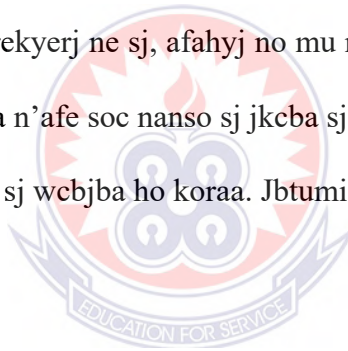 ekyerj ne sj, afahyj no mu
n’afe soc nanso sj jkcba sj
sj wcbjba ho koraa. Jbtumi
EDUCATION FOR SERVICE